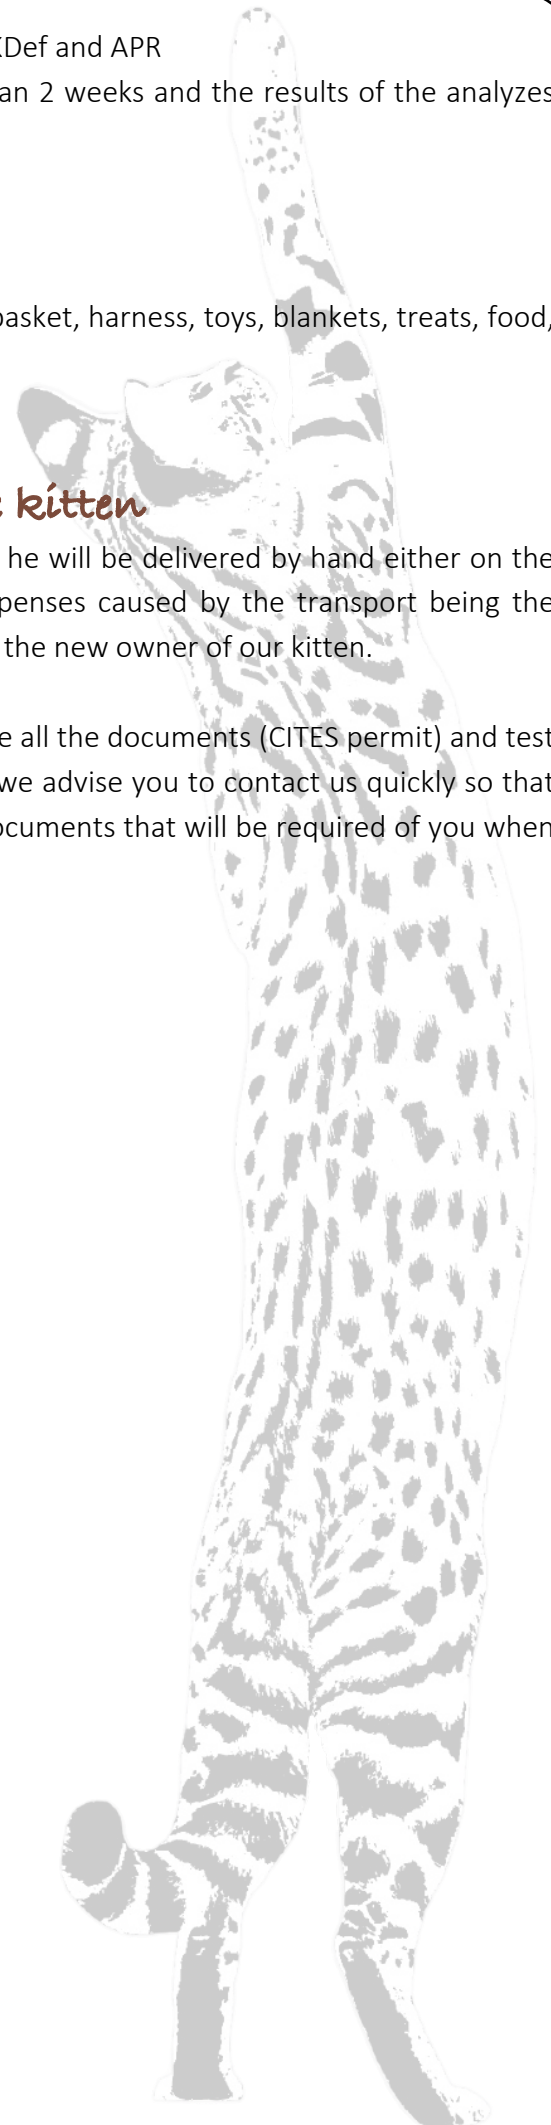 Def and APR
an 2 weeks and the results of the analyzes
basket, harness, toys, blankets, treats, food,
kitten
he will be delivered by hand either on the
penses caused by the transport being the
the new owner of our kitten.
e all the documents (CITES permit) and test
we advise you to contact us quickly so that
ocuments that will be required of you when